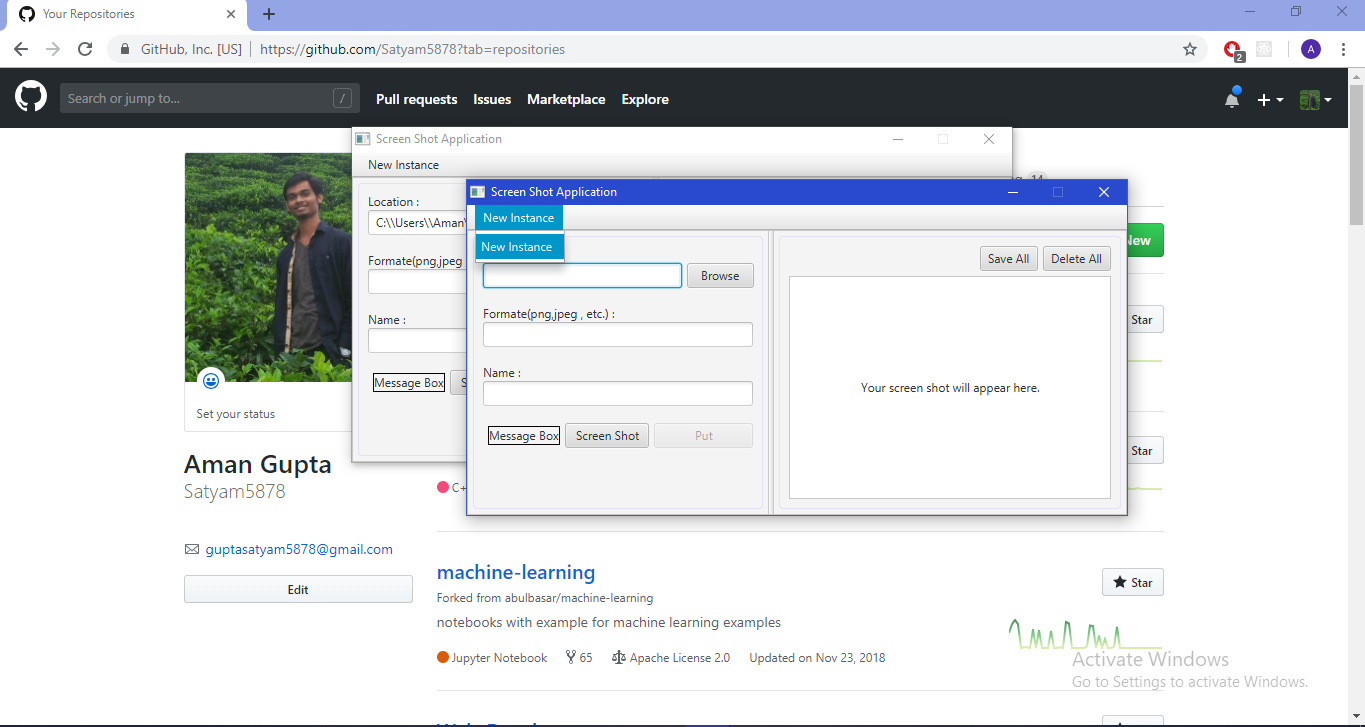 Your Repositories
GitHub, Inc. [US] | https://github.com/Satyam5878?tab=repositories
2
A
Search or jump to... /
Pull requests Issues Marketplace Explore
Screen Shot Application
New Instance
Location :
C:\\Users\\Aman\
Formate(png,jpeg
Name :
Message Box
Screen Shot Application
New Instance
New Instance
Browse
Formate(png,jpeg , etc.) :
Name :
Message Box Screen Shot Put
Save All Delete All
Your screen shot will appear here.
14
New
Star
Star
Set your status
Aman Gupta
Satyam5878
guptasatyam5878@gmail.com
Edit
machine-learning
Star
Forked from abulbasar/machine-learning
notebooks with example for machine learning examples
Jupyter Notebook 65 Apache License 2.0 Updated on Nov 23, 2018
Activate Windows
Go to Settings to activate Windows.